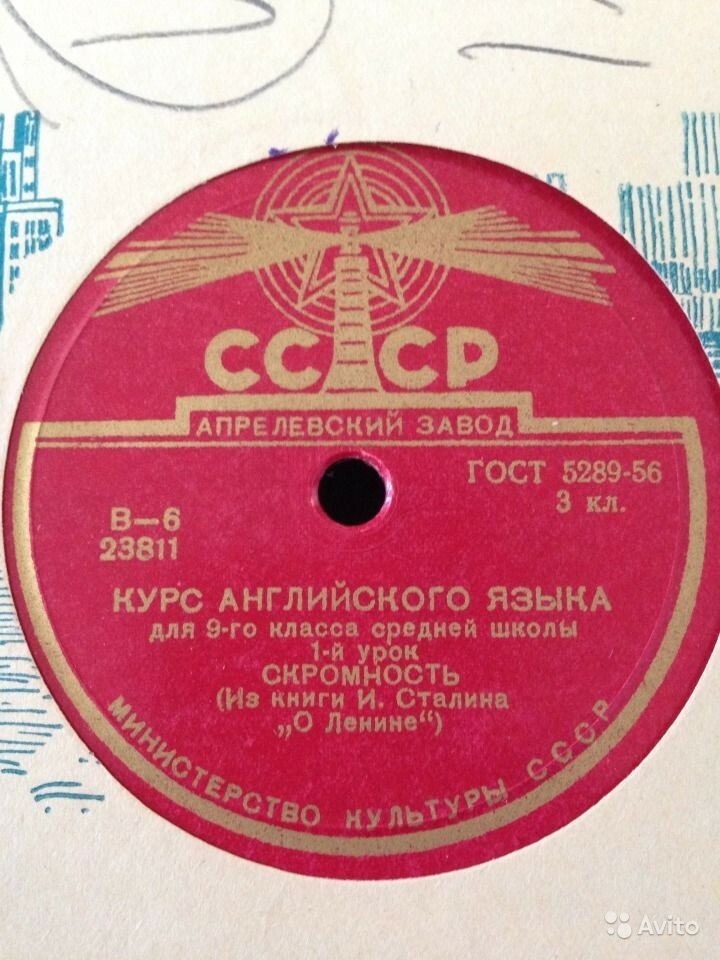 СССР
АПРЕЛЕВСКИЙ ЗАВОД
ГОСТ 5289-56
3 кл.
В—6
23811
КУРС АНГЛИЙСКОГО ЯЗЫКА
для 9-го класса средней школы
1-й урок
СКРОМНОСТЬ
(Из книги И. Сталина
„О Ленине“)
МИНИСТЕРСТВО КУЛЬТУРЫ СССР
Avito